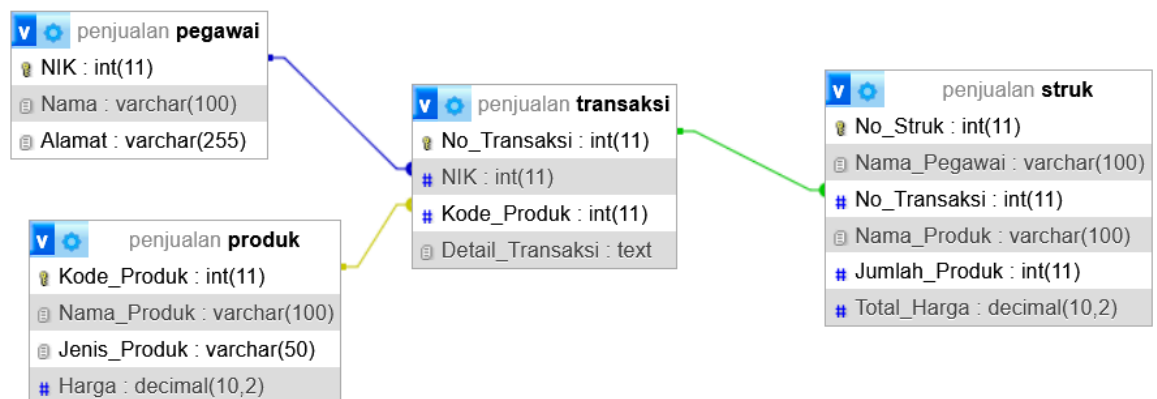 penjualan pegawai
NIK : int(11)
Nama : varchar(100)
Alamat : varchar(255)
penjualan produk
Kode_Produk : int(11)
Nama_Produk : varchar(100)
Jenis_Produk : varchar(50)
# Harga : decimal(10,2)
penjualan transaksi
No_Transaksi : int(11)
# NIK : int(11)
# Kode_Produk : int(11)
Detail_Transaksi : text
penjualan struk
No_Struk : int(11)
Nama_Pegawai : varchar(100)
# No_Transaksi : int(11)
Nama_Produk : varchar(100)
# Jumlah_Produk : int(11)
# Total_Harga : decimal(10,2)